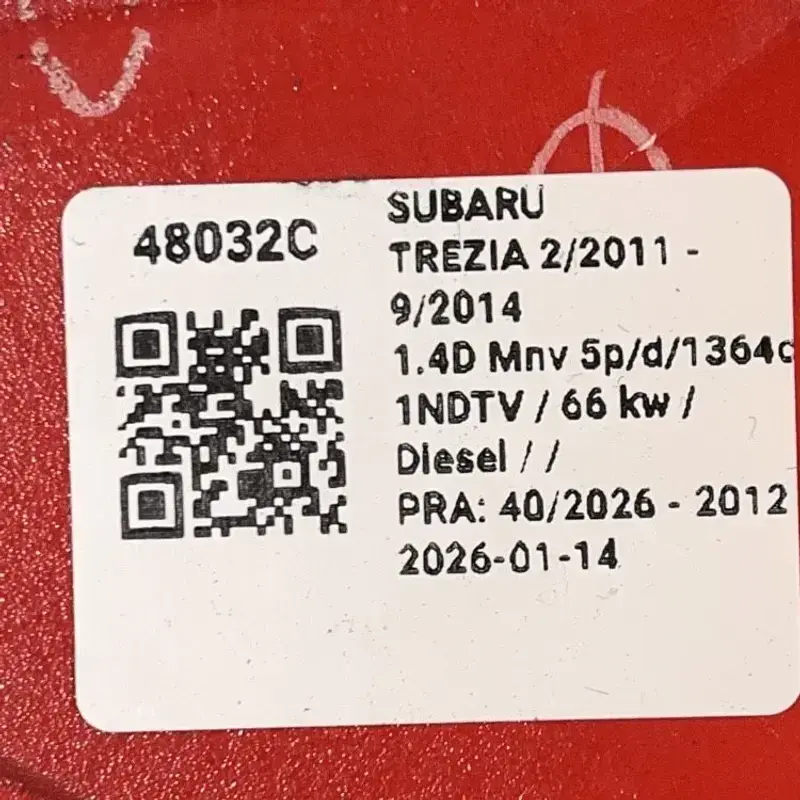 48032C
SUBARU
TREZIA 2/2011 -
9/2014
1.4D Mnv 5p/d/1364c
1NDTV / 66 kw /
Diesel / /
PRA: 40/2026 - 2012
2026-01-14